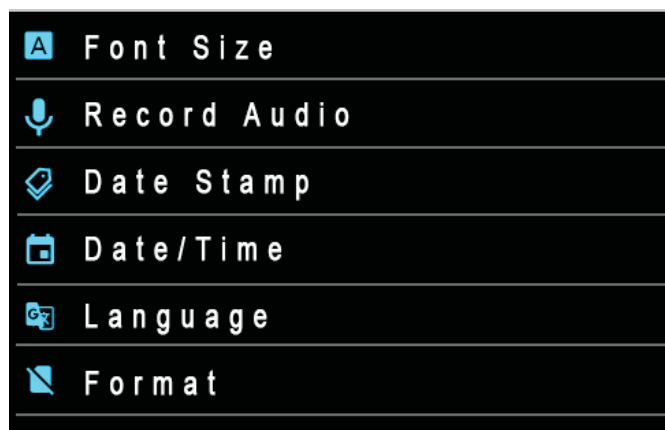 Font Size
Record Audio
Date Stamp
Date/Time
Language
Format